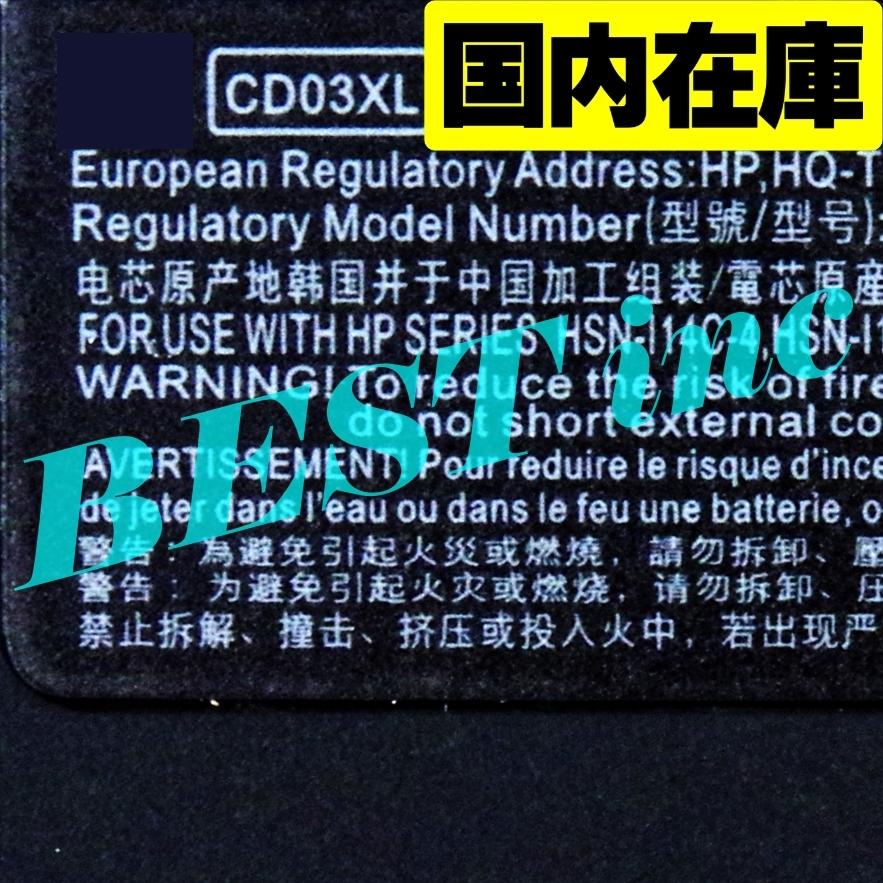 国内在庫
CD03XL
European Regulatory Address:HP,HQ-T
Regulatory Model Number(型號/型号):
电芯原产地韩国并于中国加工组装/電芯原産
FOR USE WITH HP SERIES HSN-I14C-4,HSN-I1
WARNING! To reduce the risk of fire
do not short external co
AVERTISSEMENT! Pour reduire le risque d'ince
de jeter dans l'eau ou dans le feu une batterie, o
警告：為避免引起火災或燃燒，請勿拆卸、壓
警告：为避免引起火灾或燃烧，请勿拆卸、压
禁止拆解、撞击、挤压或投入火中，若出现严
BEST inc